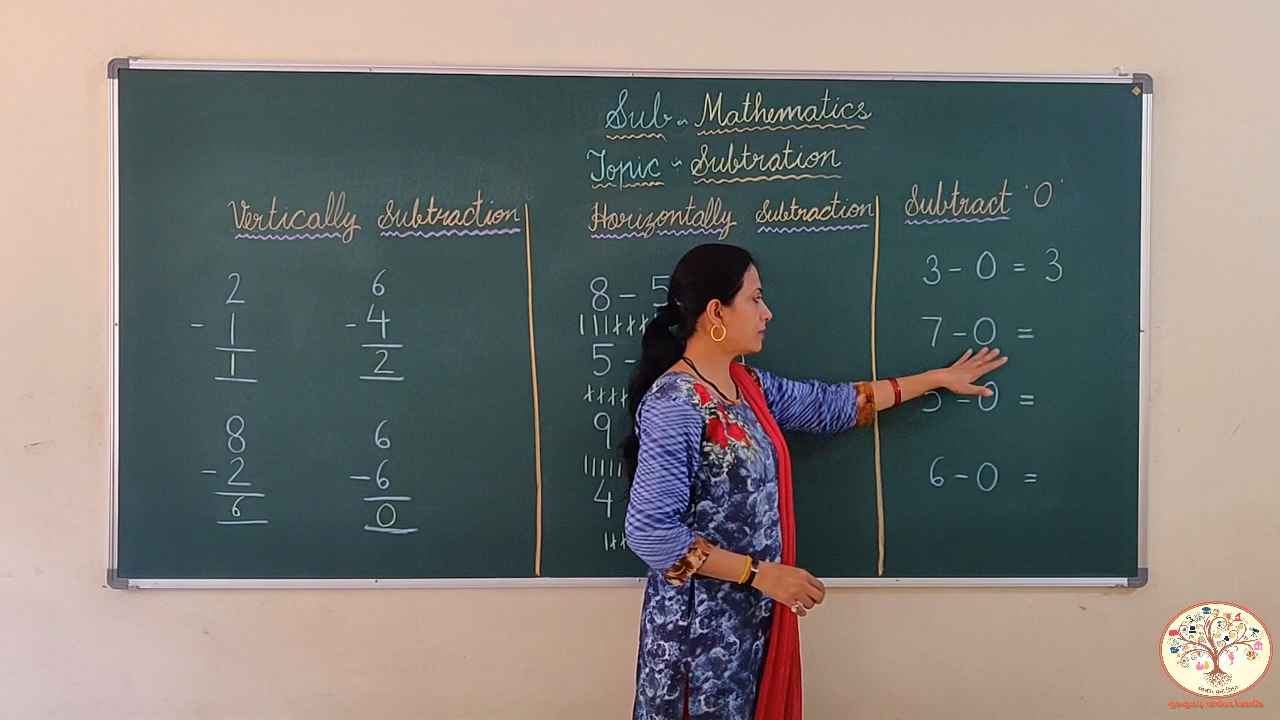 Sub - Mathematics
Topic - Subtration
Vertically Subtraction
2
- 1
1
6
- 4
2
8
- 2
6
6
- 6
0
Horizontally Subtraction
8 - 5
5 -
9
4
Subtract '0'
3 - 0 = 3
7 - 0 =
- 0 =
6 - 0 =